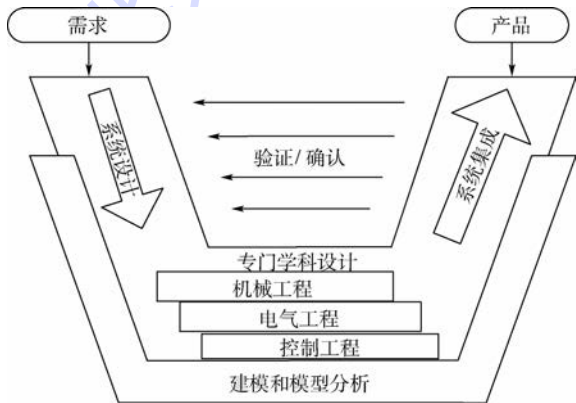 需求
产品
系统设计
验证/确认
系统集成
专门学科设计
机械工程
电气工程
控制工程
建模和模型分析